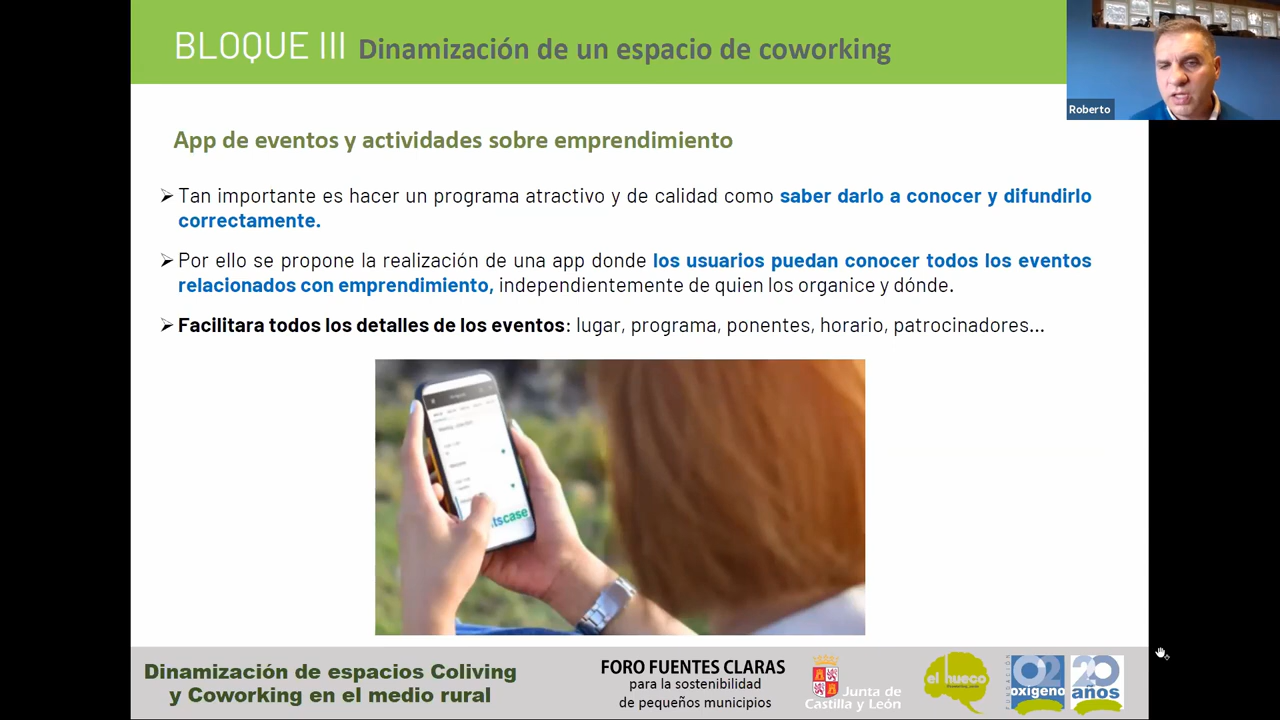 BLOQUE III Dinamización de un espacio de coworking
Roberto
App de eventos y actividades sobre emprendimiento
Tan importante es hacer un programa atractivo y de calidad como saber darlo a conocer y difundirlo
correctamente.
Por ello se propone la realización de una app donde los usuarios puedan conocer todos los eventos
relacionados con emprendimiento, independientemente de quien los organice y dónde.
Facilitara todos los detalles de los eventos: lugar, programa, ponentes, horario, patrocinadores...
tscase
Dinamización de espacios Coliving
y Coworking en el medio rural
FORO FUENTES CLARAS
para la sostenibilidad
de pequeños municipios
Junta de
Castilla y León
el hueco
FUNDACIÓN
O2
oxígeno
20
años